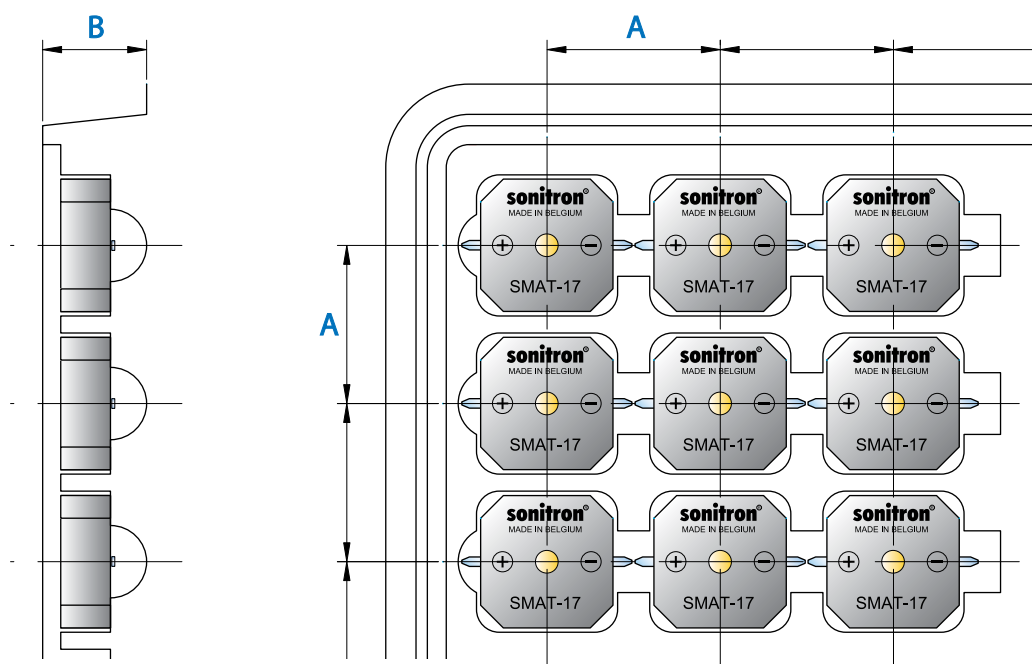 B
A
A
sonitron®
MADE IN BELGIUM
+ −
SMAT-17
sonitron®
MADE IN BELGIUM
+ −
SMAT-17
sonitron®
MADE IN BELGIUM
+ −
SMAT-17
sonitron®
MADE IN BELGIUM
+ −
SMAT-17
sonitron®
MADE IN BELGIUM
+ −
SMAT-17
sonitron®
MADE IN BELGIUM
+ −
SMAT-17
sonitron®
MADE IN BELGIUM
+ −
SMAT-17
sonitron®
MADE IN BELGIUM
+ −
SMAT-17
sonitron®
MADE IN BELGIUM
+ −
SMAT-17